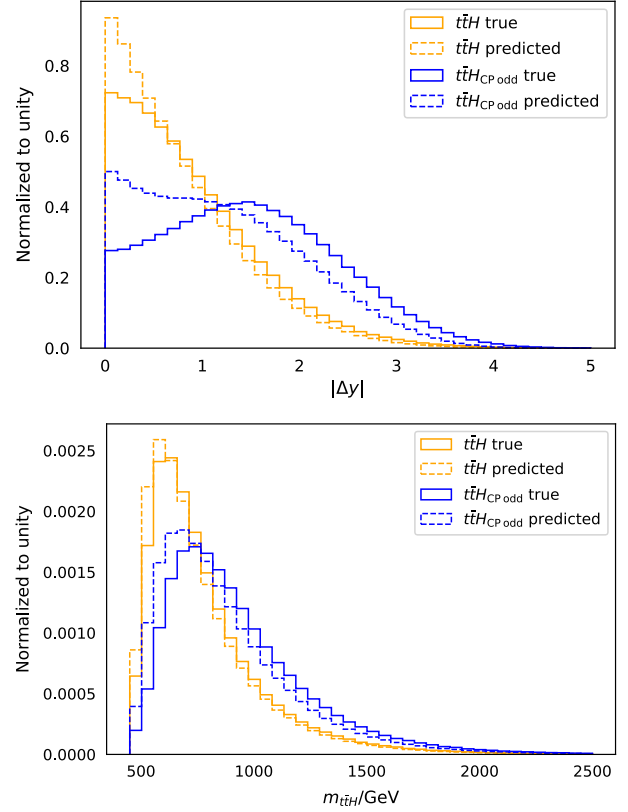 tt̄H true
tt̄H predicted
tt̄H_CP odd true
tt̄H_CP odd predicted
Normalized to unity
0.8
0.6
0.4
0.2
0.0
0 1 2 3 4 5
|Δy|
tt̄H true
tt̄H predicted
tt̄H_CP odd true
tt̄H_CP odd predicted
Normalized to unity
0.0025
0.0020
0.0015
0.0010
0.0005
0.0000
500 1000 1500 2000 2500
m_tt̄H/GeV